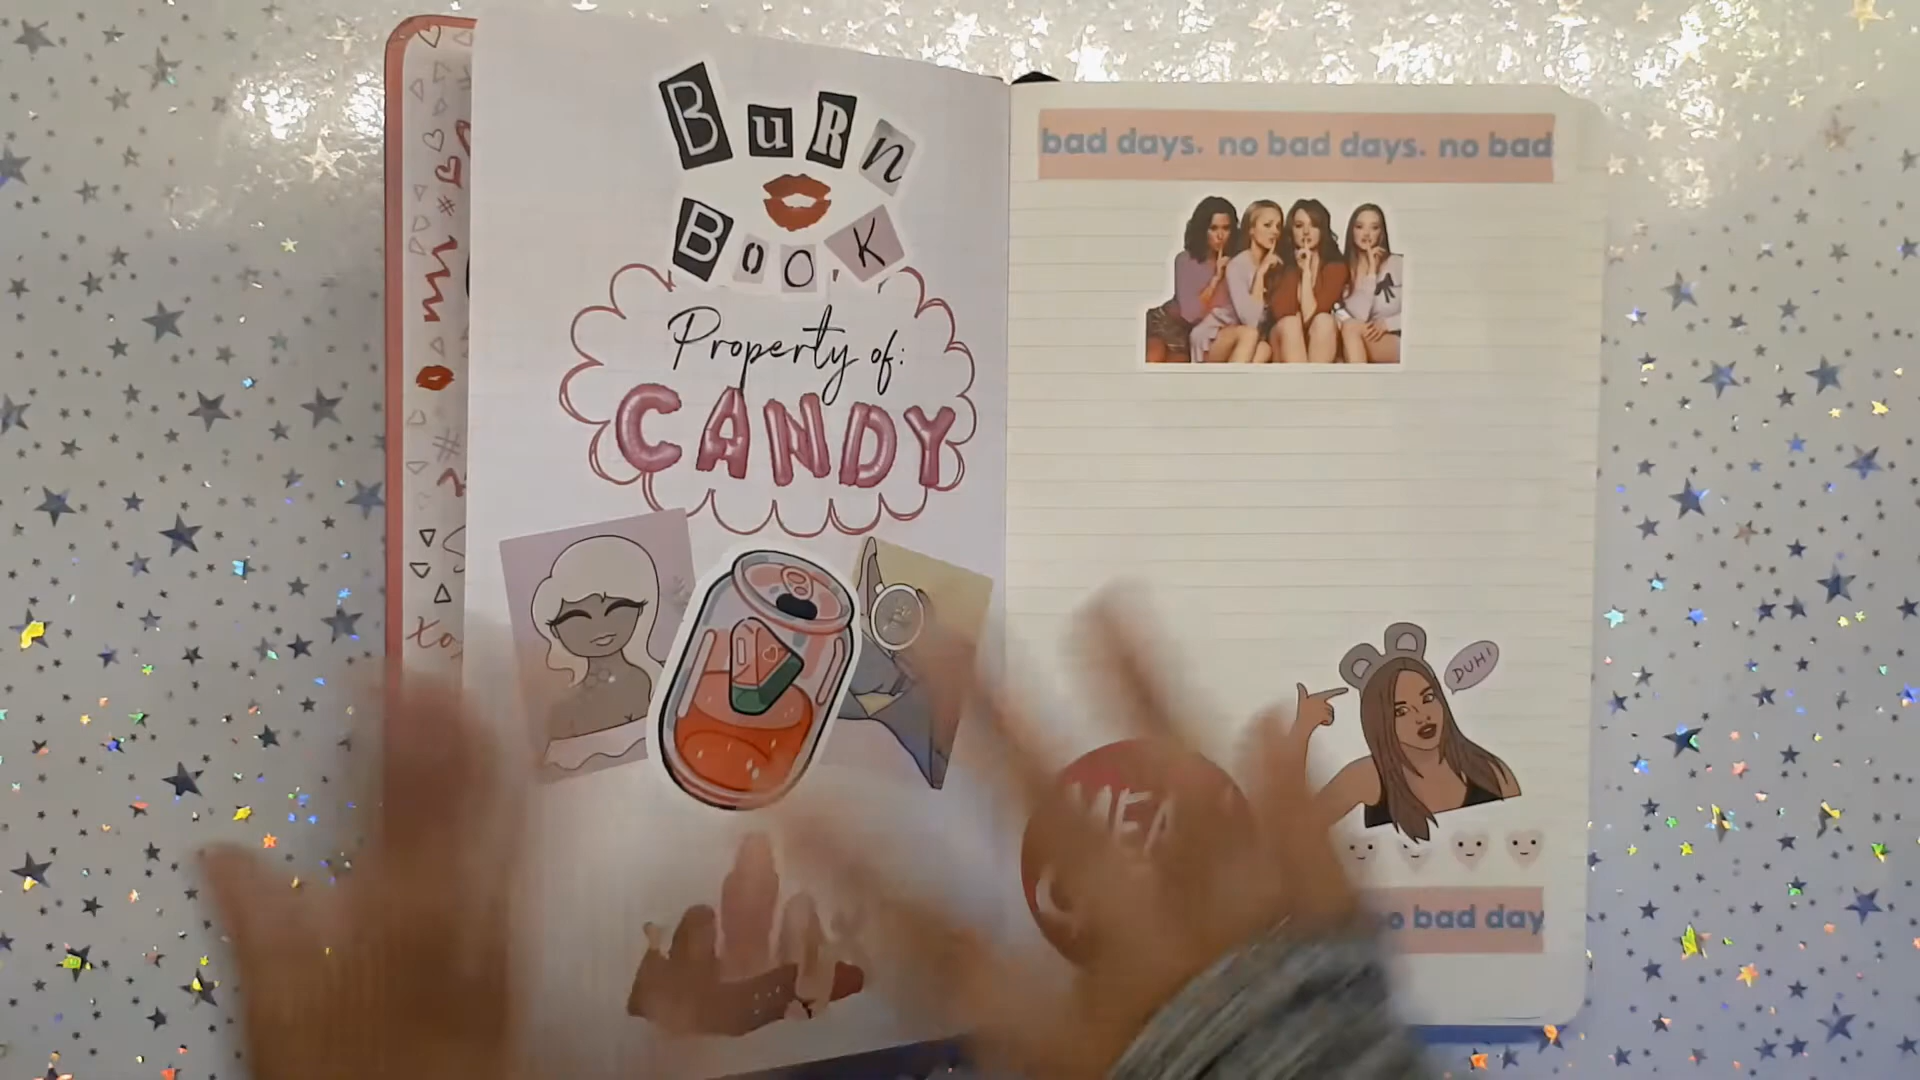 BuRn
BOOK
Property of:
CANDY
bad days. no bad days. no bad
DUH!
bad day